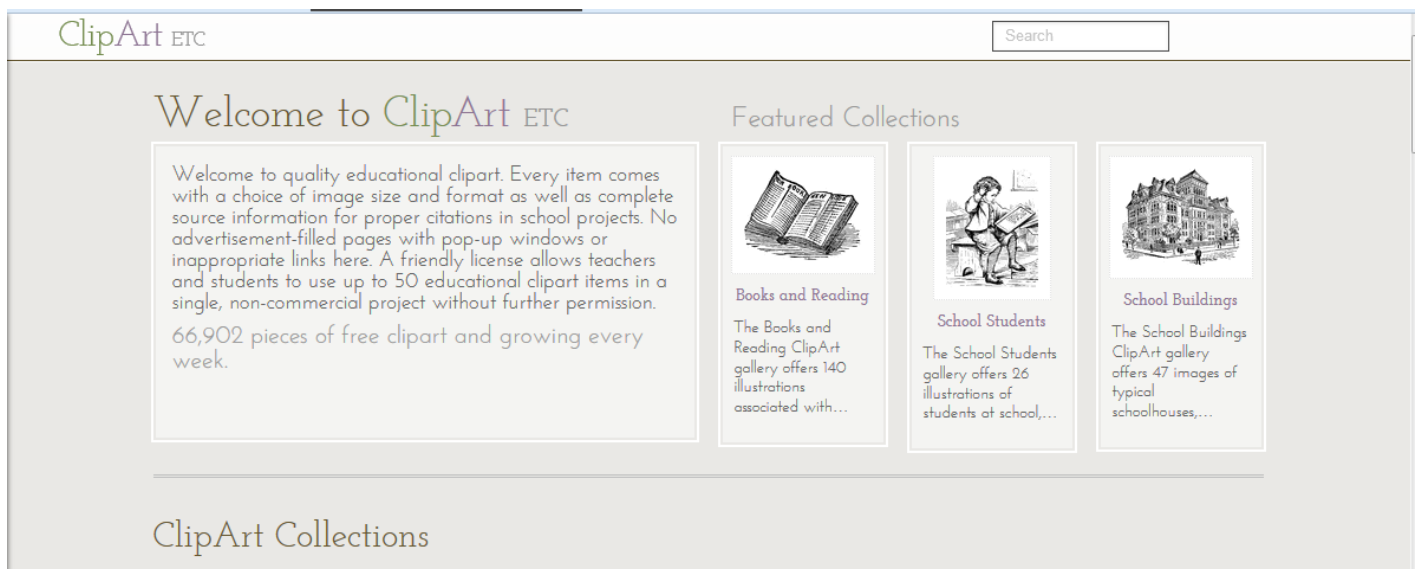 ClipArt ETC
Search
Welcome to ClipArt ETC
Welcome to quality educational clipart. Every item comes
with a choice of image size and format as well as complete
source information for proper citations in school projects. No
advertisement-filled pages with pop-up windows or
inappropriate links here. A friendly license allows teachers
and students to use up to 50 educational clipart items in a
single, non-commercial project without further permission.
66,902 pieces of free clipart and growing every
week.
Featured Collections
Books and Reading
The Books and
Reading ClipArt
gallery offers 140
illustrations
associated with...
School Students
The School Students
gallery offers 26
illustrations of
students at school,...
School Buildings
The School Buildings
ClipArt gallery
offers 47 images of
typical
schoolhouses,...
ClipArt Collections